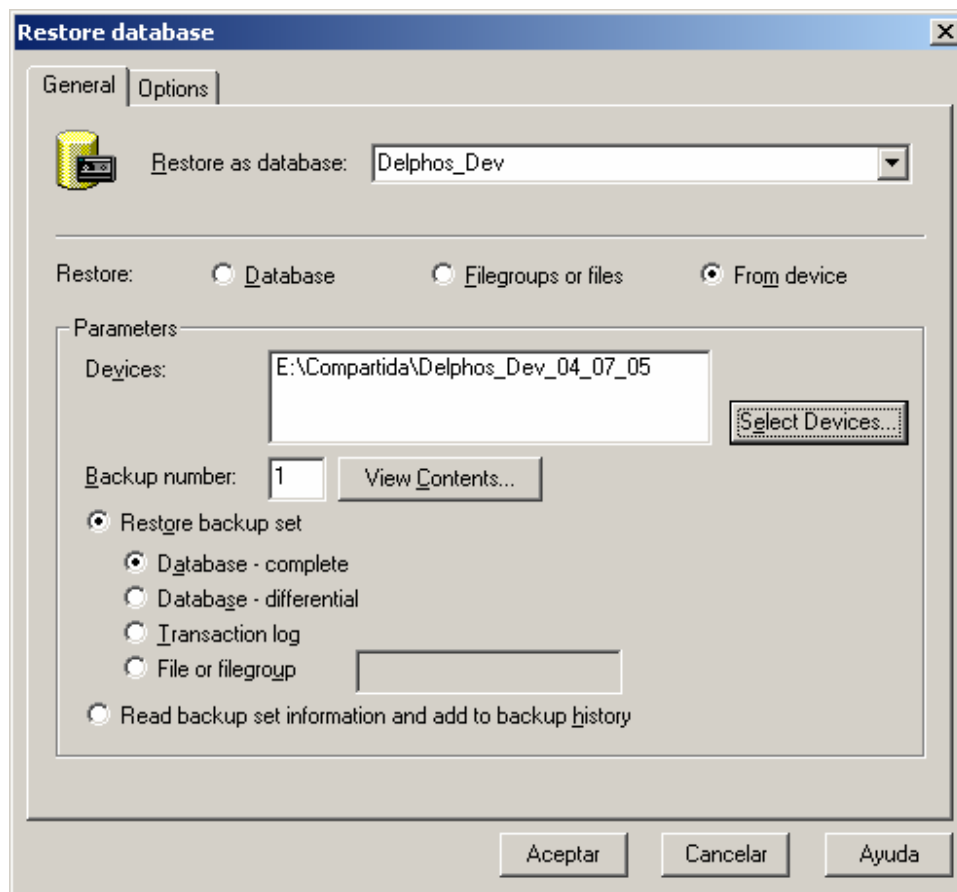 Restore database
General Options
Restore as database: Delphos_Dev
Restore: Database Filegroups or files From device
Parameters
Devices: E:\Compartida\Delphos_Dev_04_07_05
Select Devices...
Backup number: 1 View Contents...
Restore backup set
Database - complete
Database - differential
Transaction log
File or filegroup
Read backup set information and add to backup history
Aceptar Cancelar Ayuda